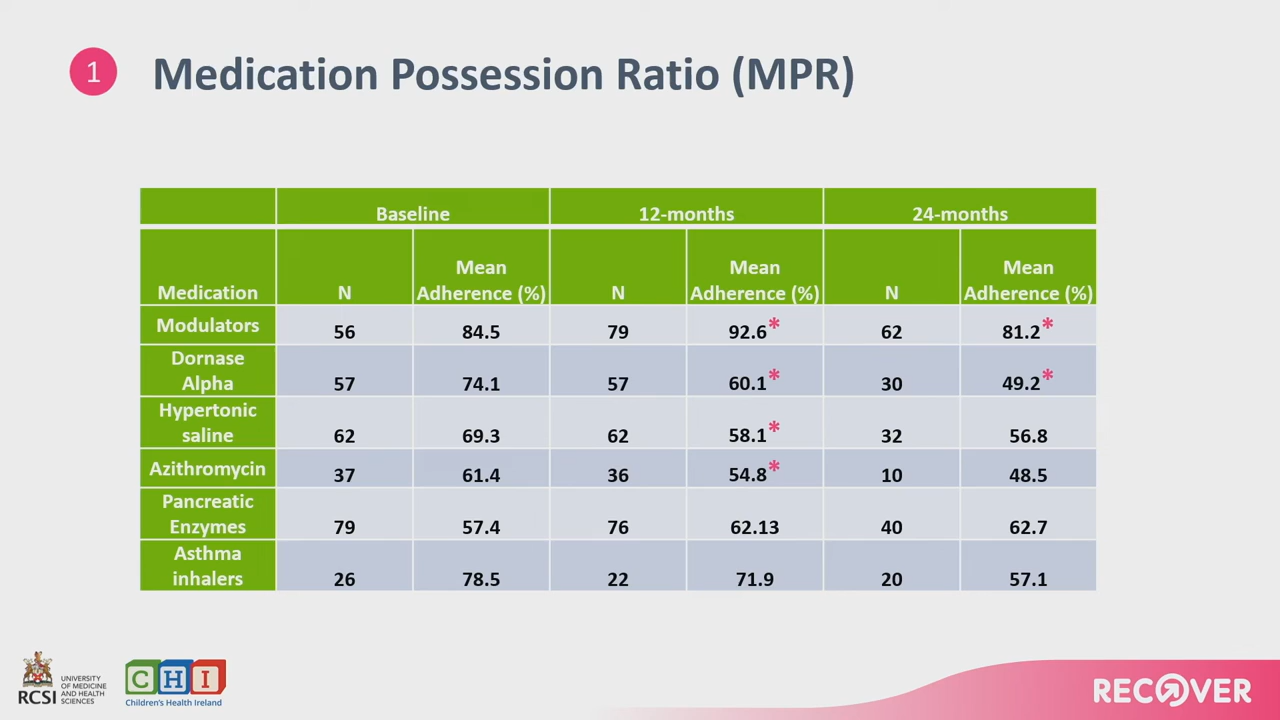 1 Medication Possession Ratio (MPR)
Baseline 12-months 24-months
Medication N Mean Adherence (%) N Mean Adherence (%) N Mean Adherence (%)
Modulators 56 84.5 79 92.6* 62 81.2*
Dornase Alpha 57 74.1 57 60.1* 30 49.2*
Hypertonic saline 62 69.3 62 58.1* 32 56.8
Azithromycin 37 61.4 36 54.8* 10 48.5
Pancreatic Enzymes 79 57.4 76 62.13 40 62.7
Asthma inhalers 26 78.5 22 71.9 20 57.1
RCSI
UNIVERSITY
OF MEDICINE
AND HEALTH
SCIENCES
CHI
Children's Health Ireland
RECOVER